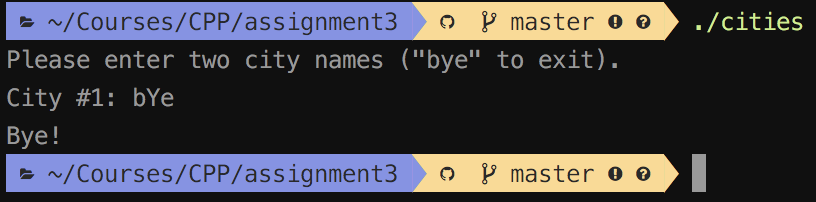 ~/Courses/CPP/assignment3 master ./cities
Please enter two city names ("bye" to exit).
City #1: bYe
Bye!
~/Courses/CPP/assignment3 master